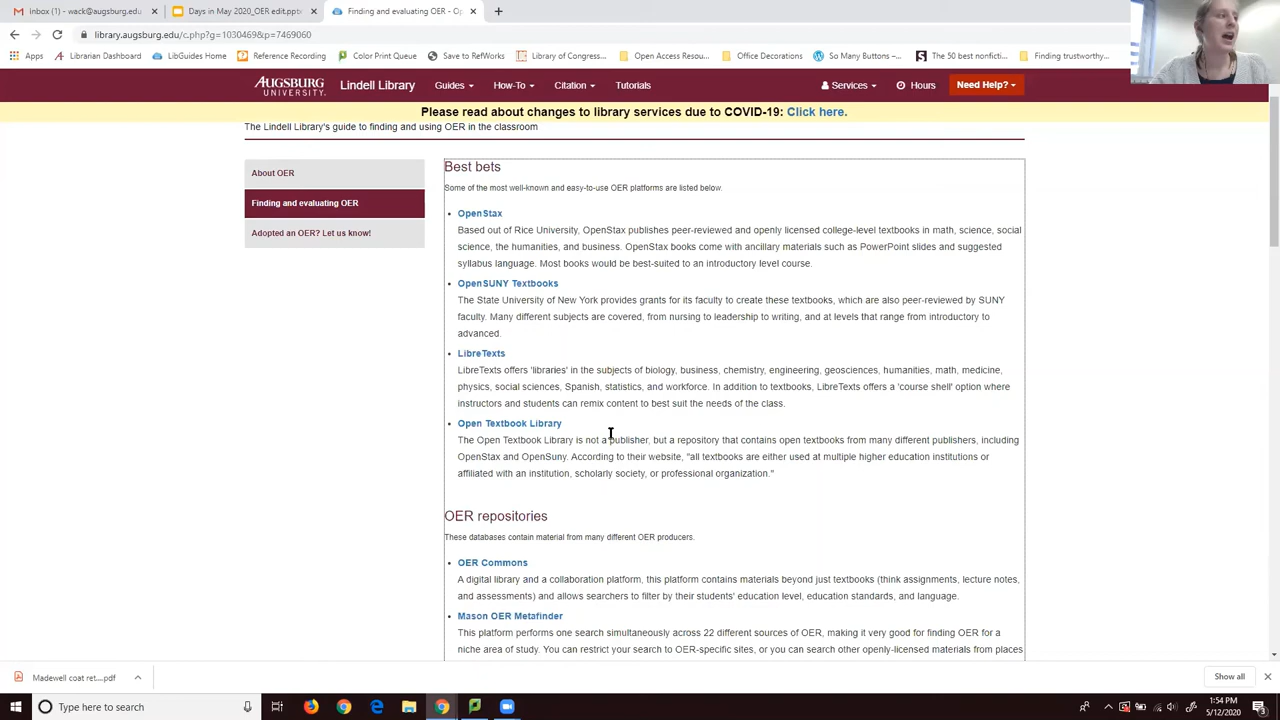 Inbox (1) - wack@augsburg.edu
Days in May 2020_OER edit.pptx
Finding and evaluating OER - Op
library.augsburg.edu/c.php?g=1030469&p=7469060
Apps
Librarian Dashboard
LibGuides Home
Reference Recording
Color Print Queue
Save to RefWorks
Library of Congress...
Open Access Resou...
Office Decorations
So Many Buttons –...
The 50 best nonficti...
Finding trustworthy...
AUGSBURG UNIVERSITY
Lindell Library
Guides
How-To
Citation
Tutorials
Services
Hours
Need Help?
Please read about changes to library services due to COVID-19: Click here.
The Lindell Library's guide to finding and using OER in the classroom
About OER
Finding and evaluating OER
Adopted an OER? Let us know!
Best bets
Some of the most well-known and easy-to-use OER platforms are listed below.
OpenStax
Based out of Rice University, OpenStax publishes peer-reviewed and openly licensed college-level textbooks in math, science, social
science, the humanities, and business. OpenStax books come with ancillary materials such as PowerPoint slides and suggested
syllabus language. Most books would be best-suited to an introductory level course.
OpenSUNY Textbooks
The State University of New York provides grants for its faculty to create these textbooks, which are also peer-reviewed by SUNY
faculty. Many different subjects are covered, from nursing to leadership to writing, and at levels that range from introductory to
advanced.
LibreTexts
LibreTexts offers 'libraries' in the subjects of biology, business, chemistry, engineering, geosciences, humanities, math, medicine,
physics, social sciences, Spanish, statistics, and workforce. In addition to textbooks, LibreTexts offers a 'course shell' option where
instructors and students can remix content to best suit the needs of the class.
Open Textbook Library
The Open Textbook Library is not a publisher, but a repository that contains open textbooks from many different publishers, including
OpenStax and OpenSuny. According to their website, "all textbooks are either used at multiple higher education institutions or
affiliated with an institution, scholarly society, or professional organization."
OER repositories
These databases contain material from many different OER producers.
OER Commons
A digital library and a collaboration platform, this platform contains materials beyond just textbooks (think assignments, lecture notes,
and assessments) and allows searchers to filter by their students' education level, education standards, and language.
Mason OER Metafinder
This platform performs one search simultaneously across 22 different sources of OER, making it very good for finding OER for a
niche area of study. You can restrict your search to OER-specific sites, or you can search other openly-licensed materials from places
Madewell coat ret....pdf
Show all
Type here to search
1:54 PM
5/12/2020
3